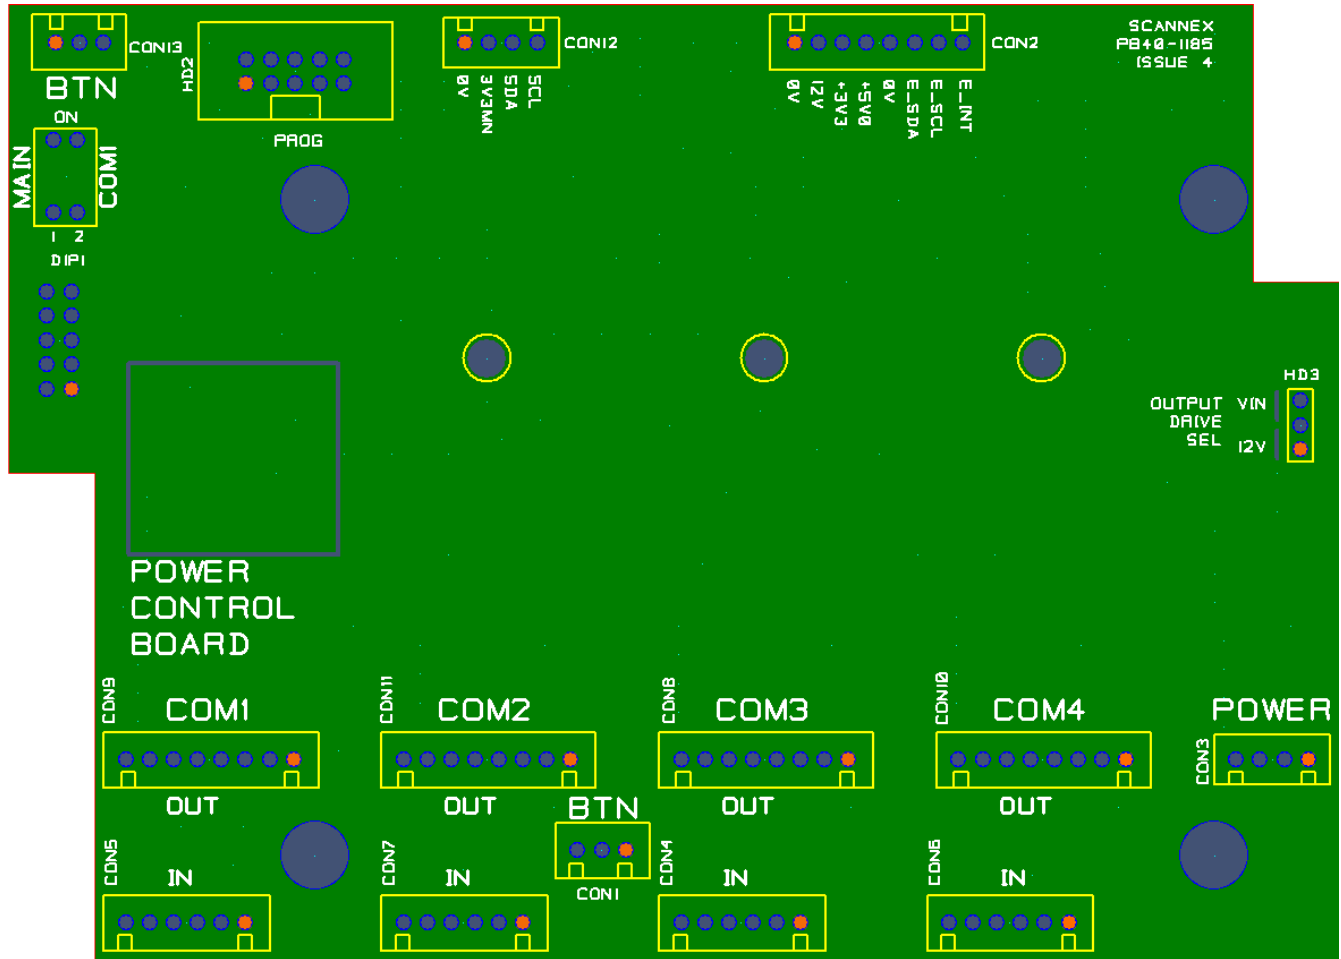 CON13
BTN
HD2
PROG
CON12
0V
3V3MN
SDA
SCL
CON2
0V
12V
+3V3
+5V0
0V
E_SDA
E_SCL
E_INT
SCANNEX
PB40-1185
ISSUE 4
ON
MAIN
COM1
1 2
DIP1
HD3
OUTPUT VIN
DRIVE
SEL 12V
POWER
CONTROL
BOARD
CON9
COM1
OUT
CON11
COM2
OUT
CON8
COM3
OUT
CON10
COM4
OUT
POWER
CON3
BTN
CON1
CON5
IN
CON7
IN
CON4
IN
CON6
IN